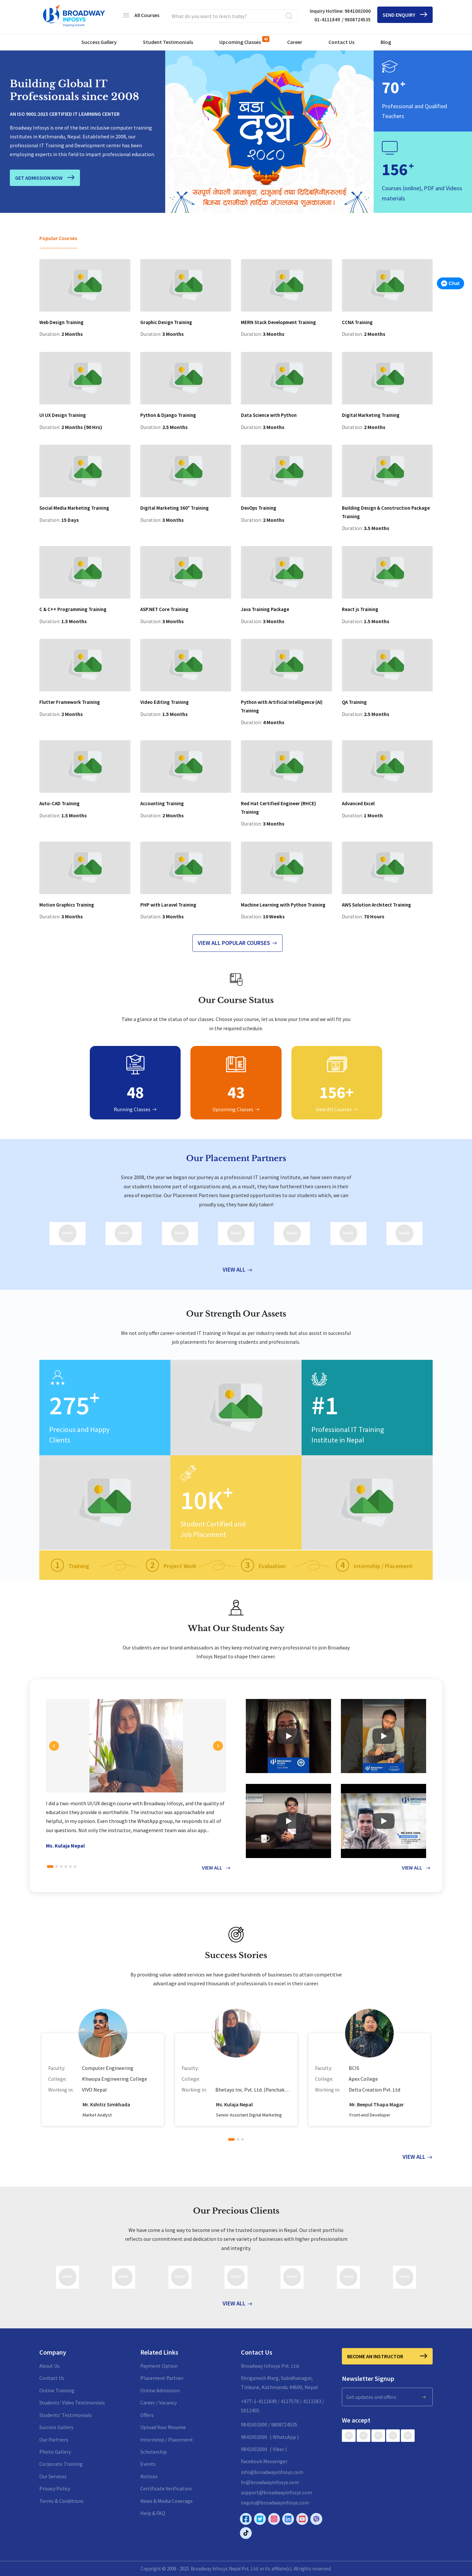 BROADWAY
INFOSYS
Inspiring Futures
All Courses
What do you want to learn today?
Inquiry Hotline: 9841002000
01-4111849 / 9808724535
SEND ENQUIRY
Success Gallery
Student Testimonials
Upcoming Classes
43
Career
Contact Us
Blog
Building Global IT
Professionals since 2008
AN ISO 9001:2015 CERTIFIED IT LEARNING CENTER
Broadway Infosys is one of the best inclusive computer training
institutes in Kathmandu, Nepal. Established in 2008, our
professional IT Training and Development center has been
employing experts in this field to impart professional education.
GET ADMISSION NOW
बडा
दशैं
२०८०
सम्पूर्ण नेपाली आमाबुवा, दाजुभाई तथा दिदिबहिनीहरुलाई
बिजया दशमीको हार्दिक मंगलमय शुभकामना।
70+
Professional and Qualified
Teachers
156+
Courses (online), PDF and Videos
materials
Popular Courses
Chat
Web Design Training
Duration: 2 Months
Graphic Design Training
Duration: 3 Months
MERN Stack Development Training
Duration: 3 Months
CCNA Training
Duration: 2 Months
UI UX Design Training
Duration: 2 Months (90 Hrs)
Python & Django Training
Duration: 2.5 Months
Data Science with Python
Duration: 3 Months
Digital Marketing Training
Duration: 2 Months
Social Media Marketing Training
Duration: 15 Days
Digital Marketing 360° Training
Duration: 3 Months
DevOps Training
Duration: 2 Months
Building Design & Construction Package
Training
Duration: 3.5 Months
C & C++ Programming Training
Duration: 1.5 Months
ASP.NET Core Training
Duration: 3 Months
Java Training Package
Duration: 3 Months
React js Training
Duration: 1.5 Months
Flutter Framework Training
Duration: 2 Months
Video Editing Training
Duration: 1.5 Months
Python with Artificial Intelligence (AI)
Training
Duration: 4 Months
QA Training
Duration: 2.5 Months
Auto-CAD Training
Duration: 1.5 Months
Accounting Training
Duration: 2 Months
Red Hat Certified Engineer (RHCE)
Training
Duration: 3 Months
Advanced Excel
Duration: 1 Month
Motion Graphics Training
Duration: 3 Months
PHP with Laravel Training
Duration: 3 Months
Machine Learning with Python Training
Duration: 10 Weeks
AWS Solution Architect Training
Duration: 70 Hours
VIEW ALL POPULAR COURSES →
Our Course Status
Take a glance at the status of our classes. Choose your course, let us know your time and we will fit you
in the required schedule.
48
Running Classes →
43
Upcoming Classes →
156+
View All Courses →
Our Placement Partners
Since 2008, the year we began our journey as a professional IT Learning Institute, we have seen many of
our students become part of organizations and, as a result, they have furthered their careers in their
area of expertise. Our Placement Partners have granted opportunities to our students which, we can
proudly say, they have duly taken!
VIEW ALL →
Our Strength Our Assets
We not only offer career-oriented IT training in Nepal as per industry needs but also assist in successful
job placements for deserving students and professionals.
275+
Precious and Happy
Clients
#1
Professional IT Training
Institute in Nepal
10K+
Student Certified and
Job Placement
1 Training
2 Project Work
3 Evaluation
4 Internship / Placement
What Our Students Say
Our students are our brand ambassadors as they keep motivating every professional to join Broadway
Infosys Nepal to shape their career.
I did a two-month UI/UX design course with Broadway Infosys, and the quality of
education they provide is worthwhile. The instructor was approachable and
helpful, in my opinion. Even through the WhatsApp group, he responds to all of
our questions. Not only the instructor, management team was also app...
Ms. Kulaja Nepal
VIEW ALL →
VIEW ALL →
Success Stories
By providing value-added services we have guided hundreds of businesses to attain competitive
advantage and inspired thousands of professionals to excel in their career.
Faculty: Computer Engineering
College: Khwopa Engineering College
Working in: VIVO Nepal
Mr. Kshitiz Simkhada
Market Analyst
Faculty:
College:
Working in: Bhetayo Inc. Pvt. Ltd. (Panchak...
Ms. Kulaja Nepal
Senior Assistant Digital Marketing
Faculty: BCIS
College: Apex College
Working in: Delta Creation Pvt. Ltd
Mr. Beepul Thapa Magar
Front-end Developer
VIEW ALL →
Our Precious Clients
We have come a long way to become one of the trusted companies in Nepal. Our client portfolio
reflects our commitment and dedication to serve variety of businesses with our highest professionalism
and integrity.
VIEW ALL →
Company
About Us
Contact Us
Online Training
Students' Video Testimonials
Students' Testimonials
Success Gallery
Our Partners
Photo Gallery
Corporate Training
Our Services
Privacy Policy
Terms & Conditions
Related Links
Payment Option
Placement Partner
Online Admission
Career / Vacancy
Offers
Upload Your Resume
Internship / Placement
Scholarship
Events
Notices
Certificate Verification
News & Media Coverage
Help & FAQ
Contact Us
Broadway Infosys Pvt. Ltd.
Shriganesh Marg, Subidhanagar,
Tinkune, Kathmandu 44600, Nepal
+977-1-4111849 / 4117578 / 4111583 /
5912465
9841002000 / 9808724535
9841002000 ( WhatsApp )
9841002000 ( Viber )
Facebook Messenger
info@broadwayinfosys.com
hr@broadwayinfosys.com
support@broadwayinfosys.com
inquiry@broadwayinfosys.com
BECOME AN INSTRUCTOR
Newsletter Signup
Get updates and offers
We accept
Copyright © 2008 - 2023. Broadway Infosys Nepal Pvt. Ltd. or its affiliate(s). All rights reserved.